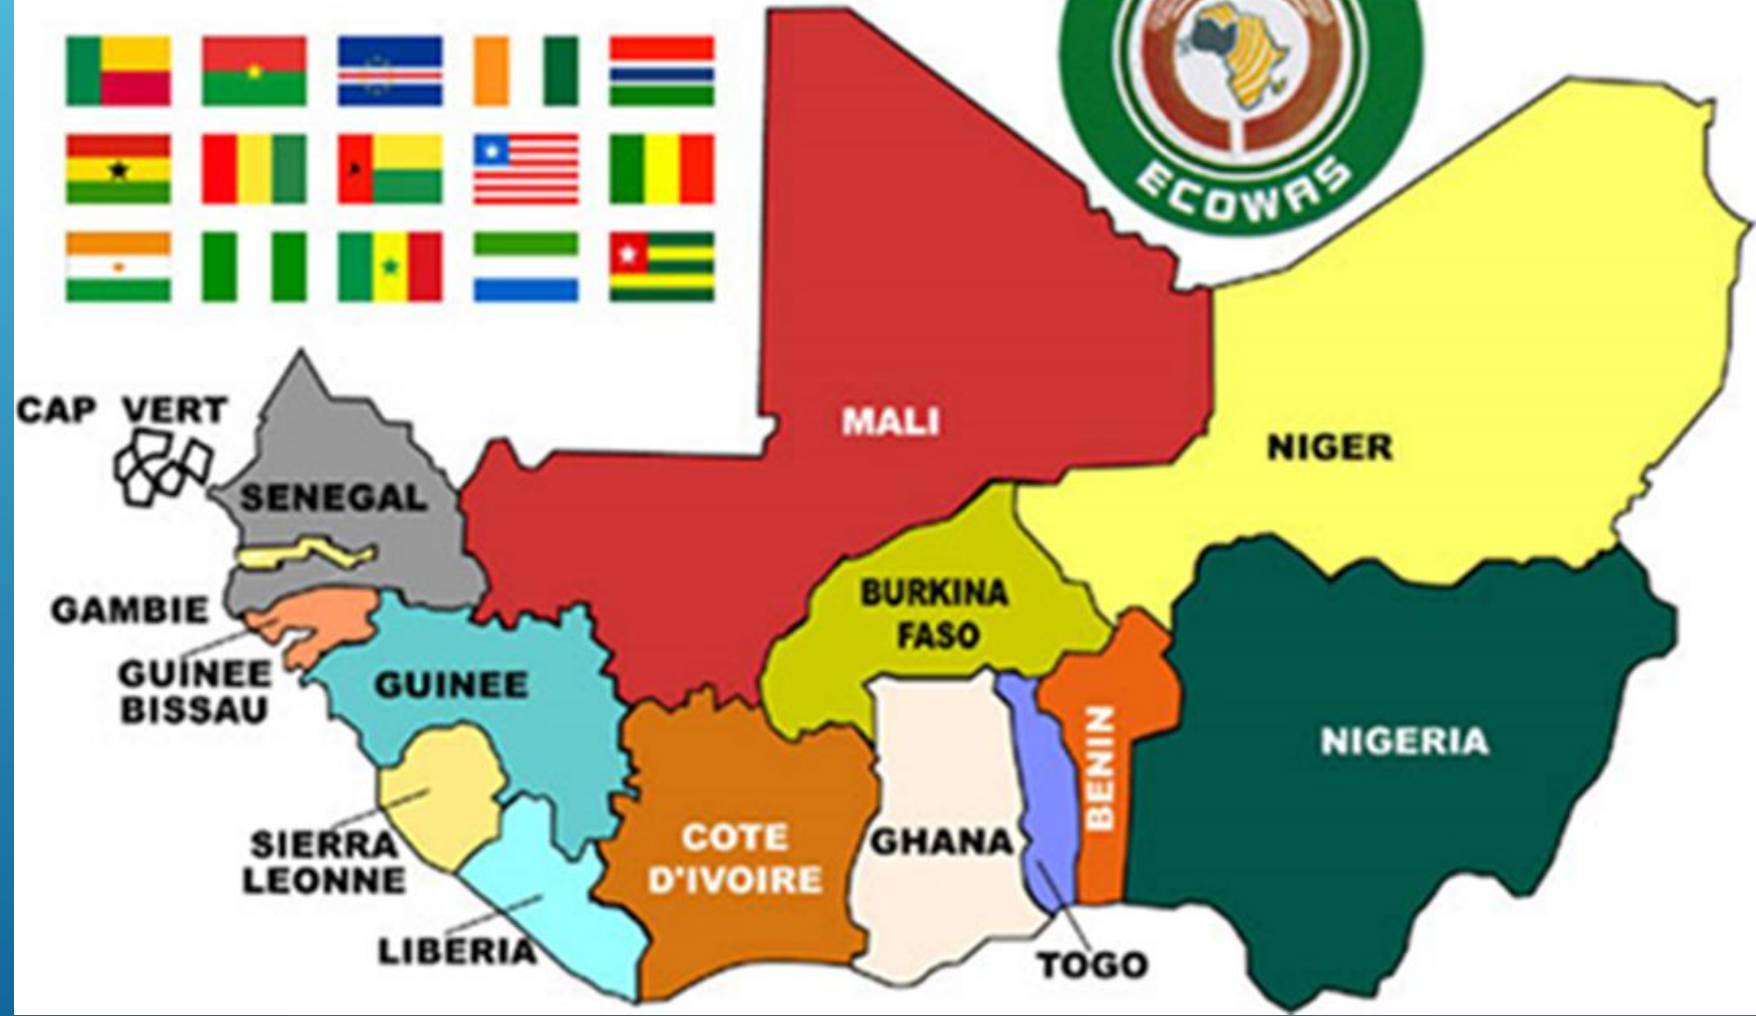 ECOWAS
CAP VERT
MALI
NIGER
SENEGAL
BURKINA
FASO
GAMBIE
GUINEE
BISSAU
GUINEE
NIGERIA
BENIN
SIERRA
LEONNE
COTE
D'IVOIRE
GHANA
LIBERIA
TOGO